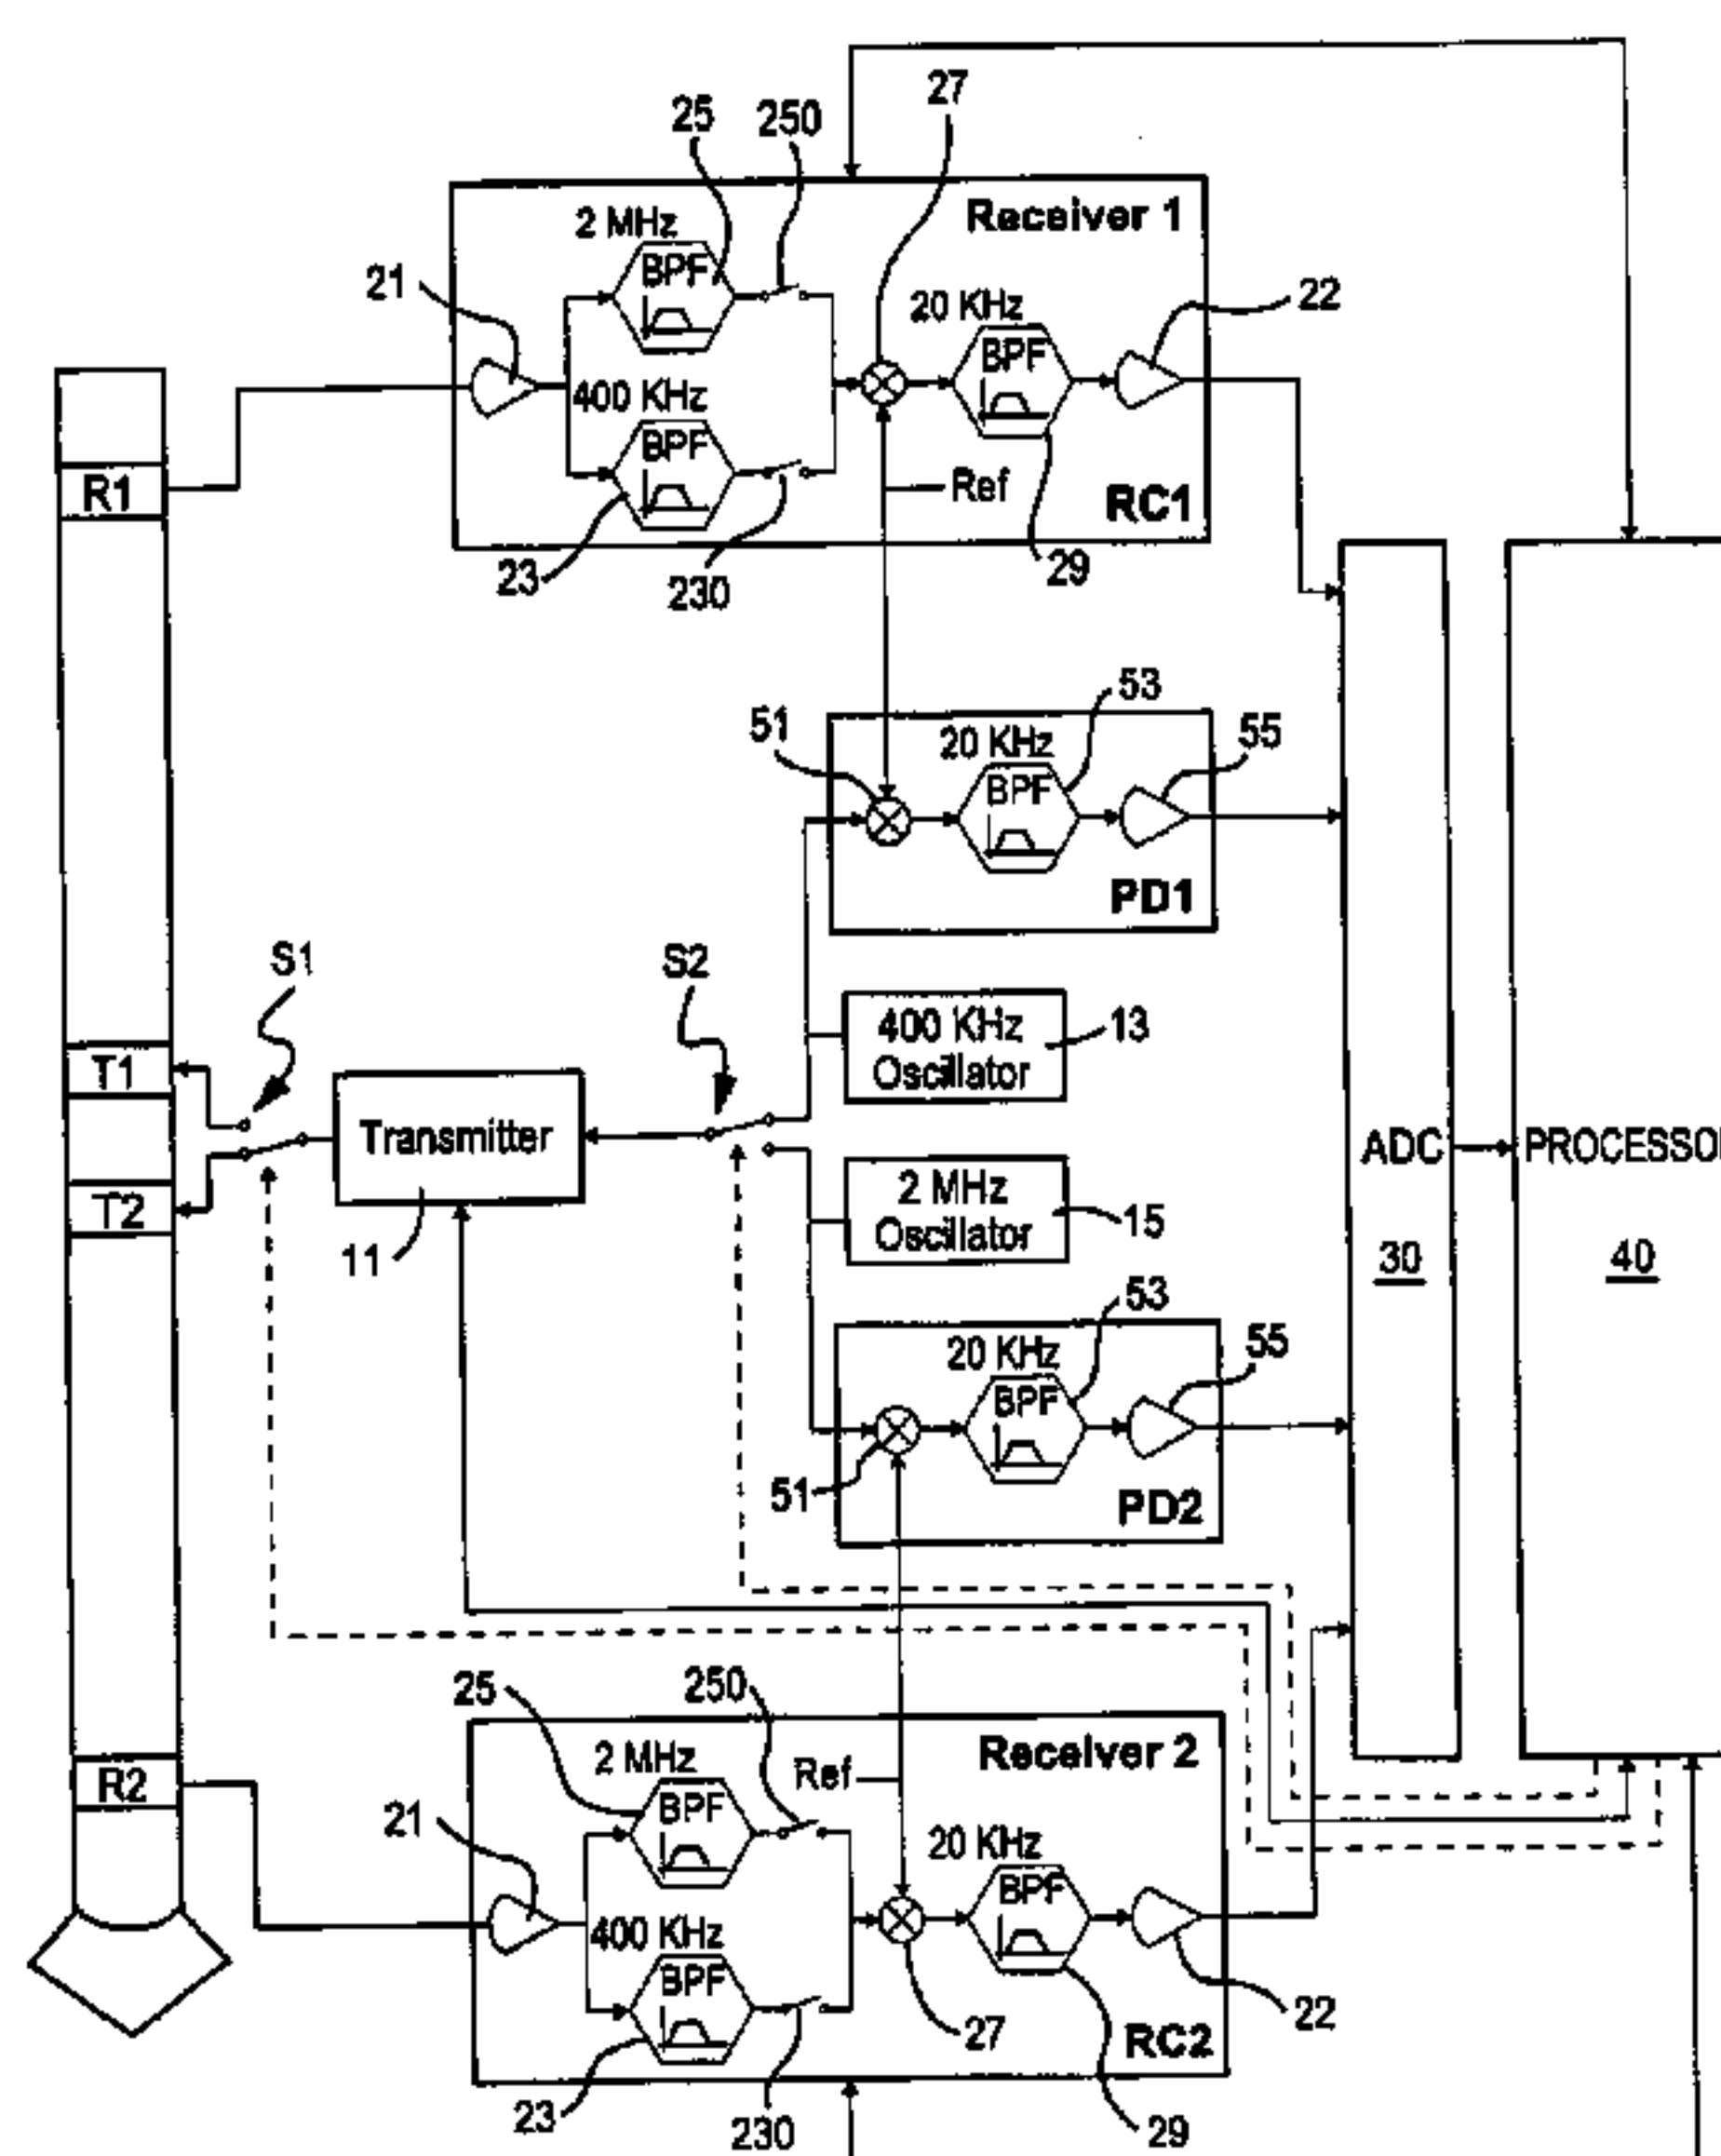 27
25
250
2 MHz
Receiver 1
21
BPF
20 KHz
22
BPF
400 KHz
BPF
R1
Ref
RC1
23
230
29
53
51
20 KHz
55
BPF
PD1
S1
S2
400 KHz
Oscillator
13
T1
Transmitter
ADC
PROCESSOR
T2
2 MHz
Oscillator
15
11
30
40
53
20 KHz
55
BPF
51
PD2
25
250
2 MHz
Receiver 2
R2
Ref
21
BPF
20 KHz
BPF
400 KHz
BPF
22
27
RC2
23
230
29